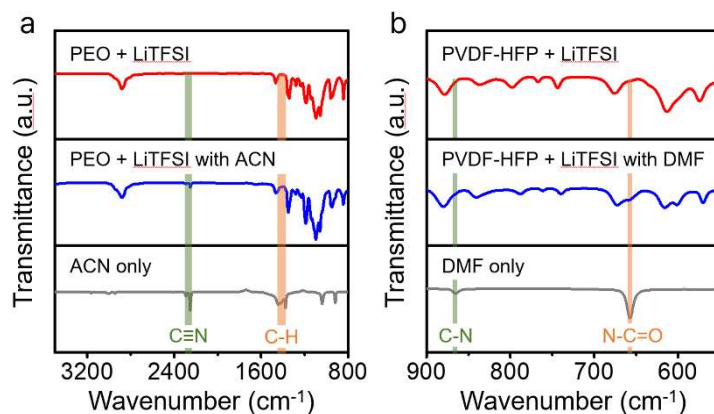 a
PEO + LiTFSI
PEO + LiTFSI with ACN
ACN only
C≡N
C-H
Transmittance (a.u.)
3200
2400
1600
800
Wavenumber (cm⁻¹)
b
PVDF-HFP + LiTFSI
PVDF-HFP + LiTFSI with DMF
DMF only
C-N
N-C=O
Transmittance (a.u.)
900
800
700
600
Wavenumber (cm⁻¹)